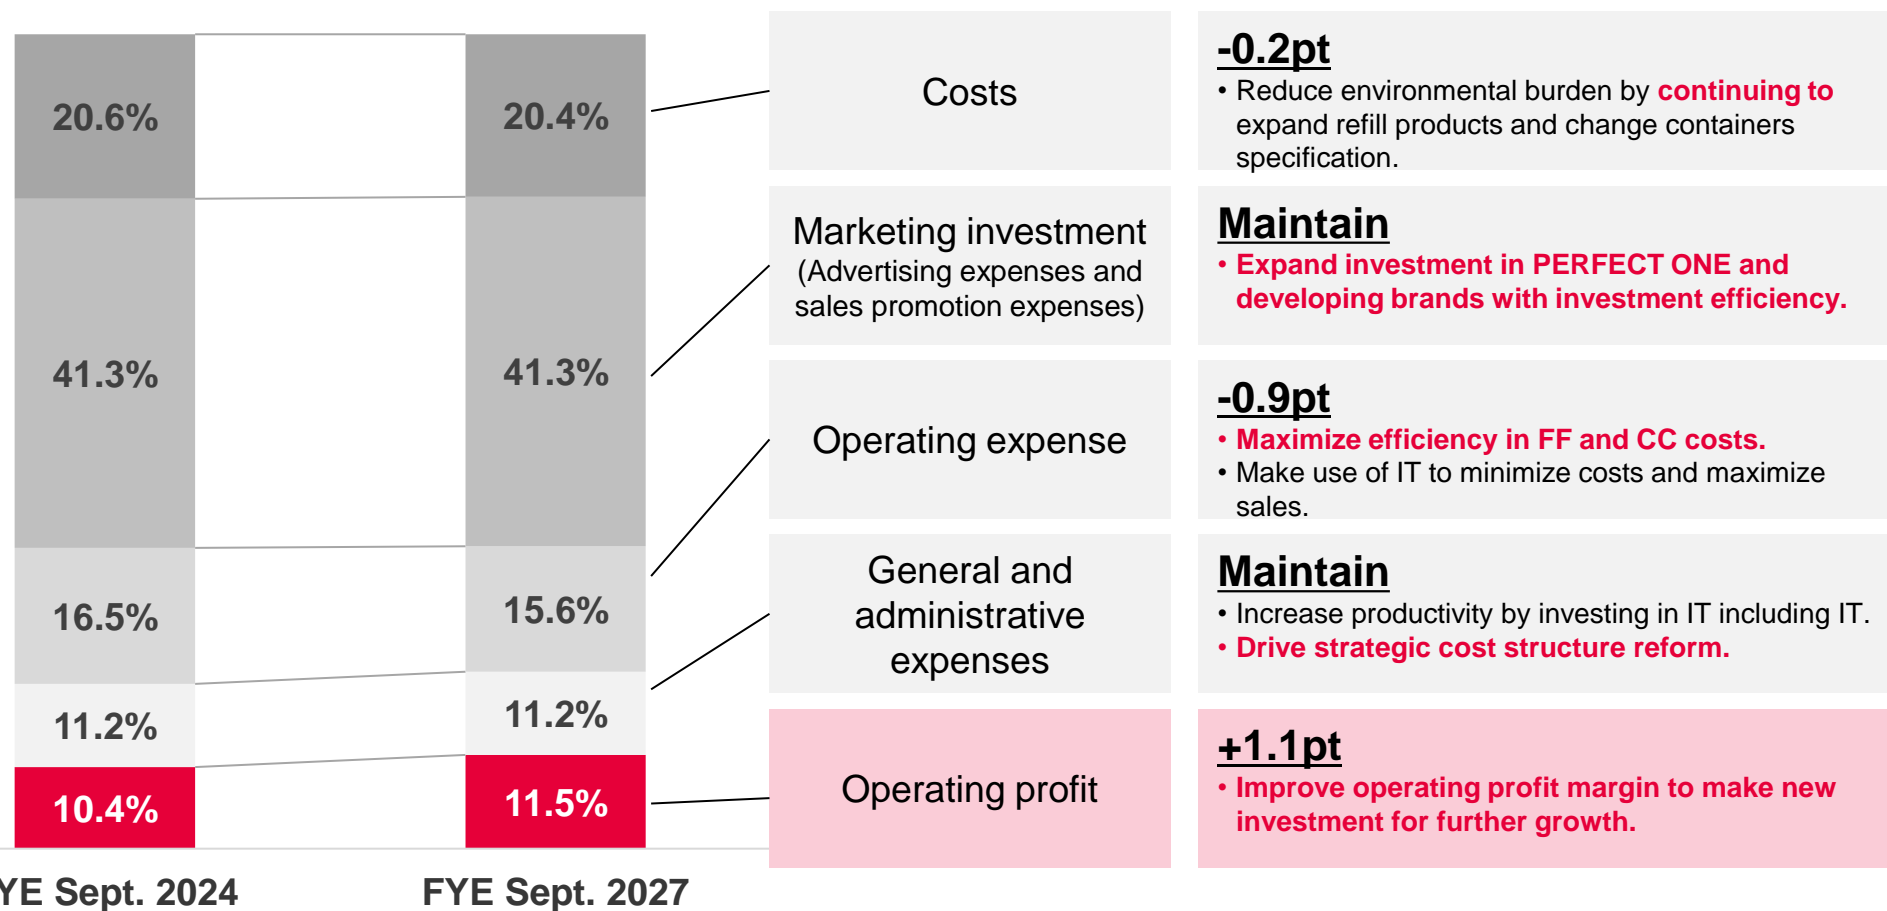 20.6%
41.3%
16.5%
11.2%
10.4%
YE Sept. 2024
20.4%
41.3%
15.6%
11.2%
11.5%
FYE Sept. 2027
Costs
-0.2pt
• Reduce environmental burden by continuing to
expand refill products and change containers
specification.
Marketing investment
(Advertising expenses and
sales promotion expenses)
Maintain
• Expand investment in PERFECT ONE and
developing brands with investment efficiency.
Operating expense
-0.9pt
• Maximize efficiency in FF and CC costs.
• Make use of IT to minimize costs and maximize
sales.
General and
administrative
expenses
Maintain
• Increase productivity by investing in IT including IT.
• Drive strategic cost structure reform.
Operating profit
+1.1pt
• Improve operating profit margin to make new
investment for further growth.